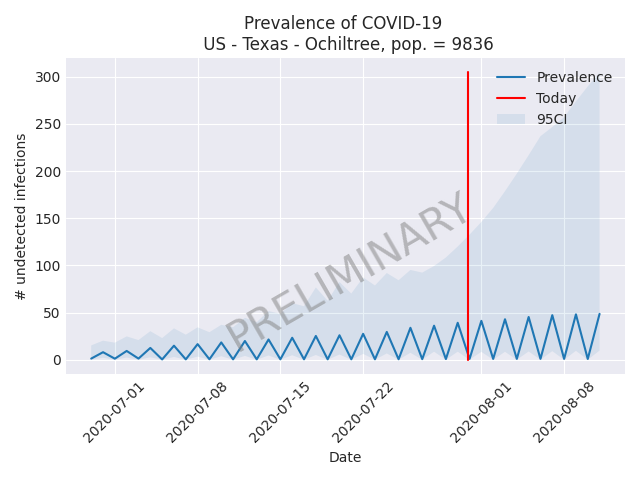 Prevalence of COVID-19
US - Texas - Ochiltree, pop. = 9836
Prevalence
Today
95CI
300
250
200
150
100
50
0
# undetected infections
PRELIMINARY
2020-07-01
2020-07-08
2020-07-15
2020-07-22
2020-08-01
2020-08-08
Date